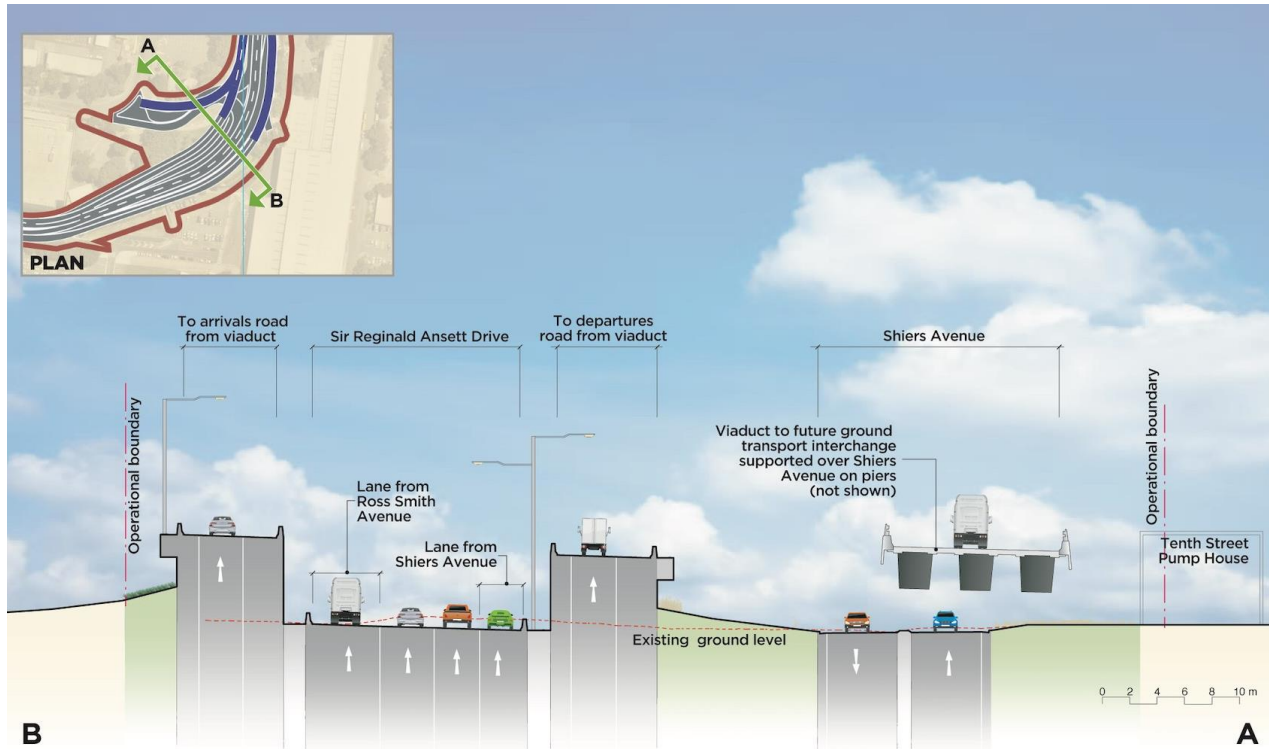 A
B
PLAN
To arrivals road
from viaduct
Sir Reginald Ansett Drive
To departures
road from viaduct
Shiers Avenue
Operational boundary
Lane from
Ross Smith
Avenue
Lane from
Shiers Avenue
Viaduct to future ground
transport interchange
supported over Shiers
Avenue on piers
(not shown)
Operational boundary
Tenth Street
Pump House
Existing ground level
0 2 4 6 8 10 m
B
A